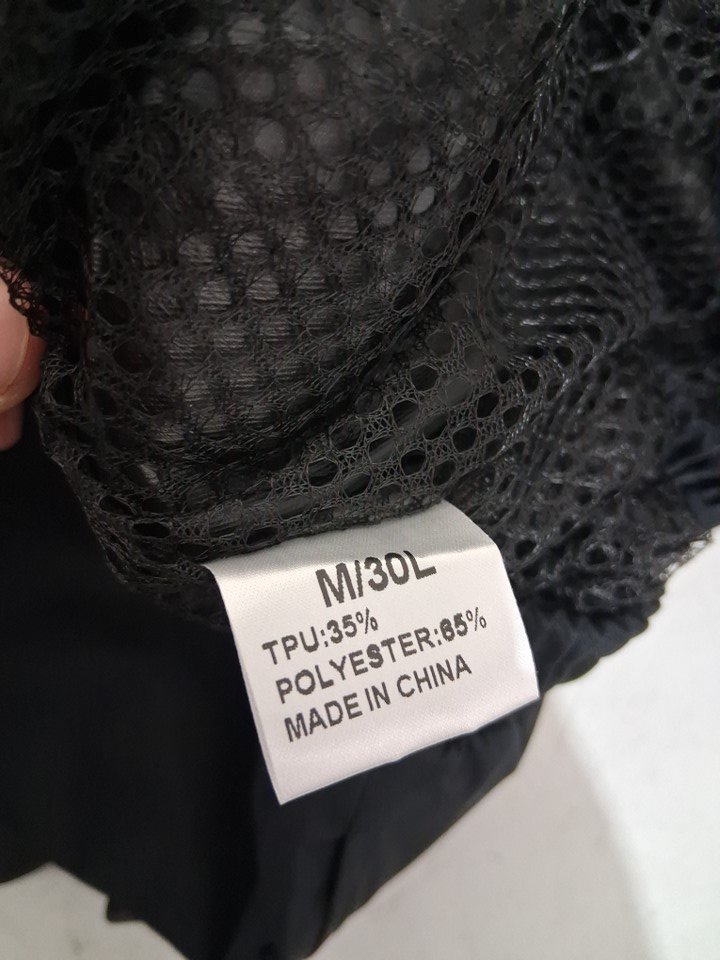 M/30L
TPU:35%
POLYESTER:65%
MADE IN CHINA